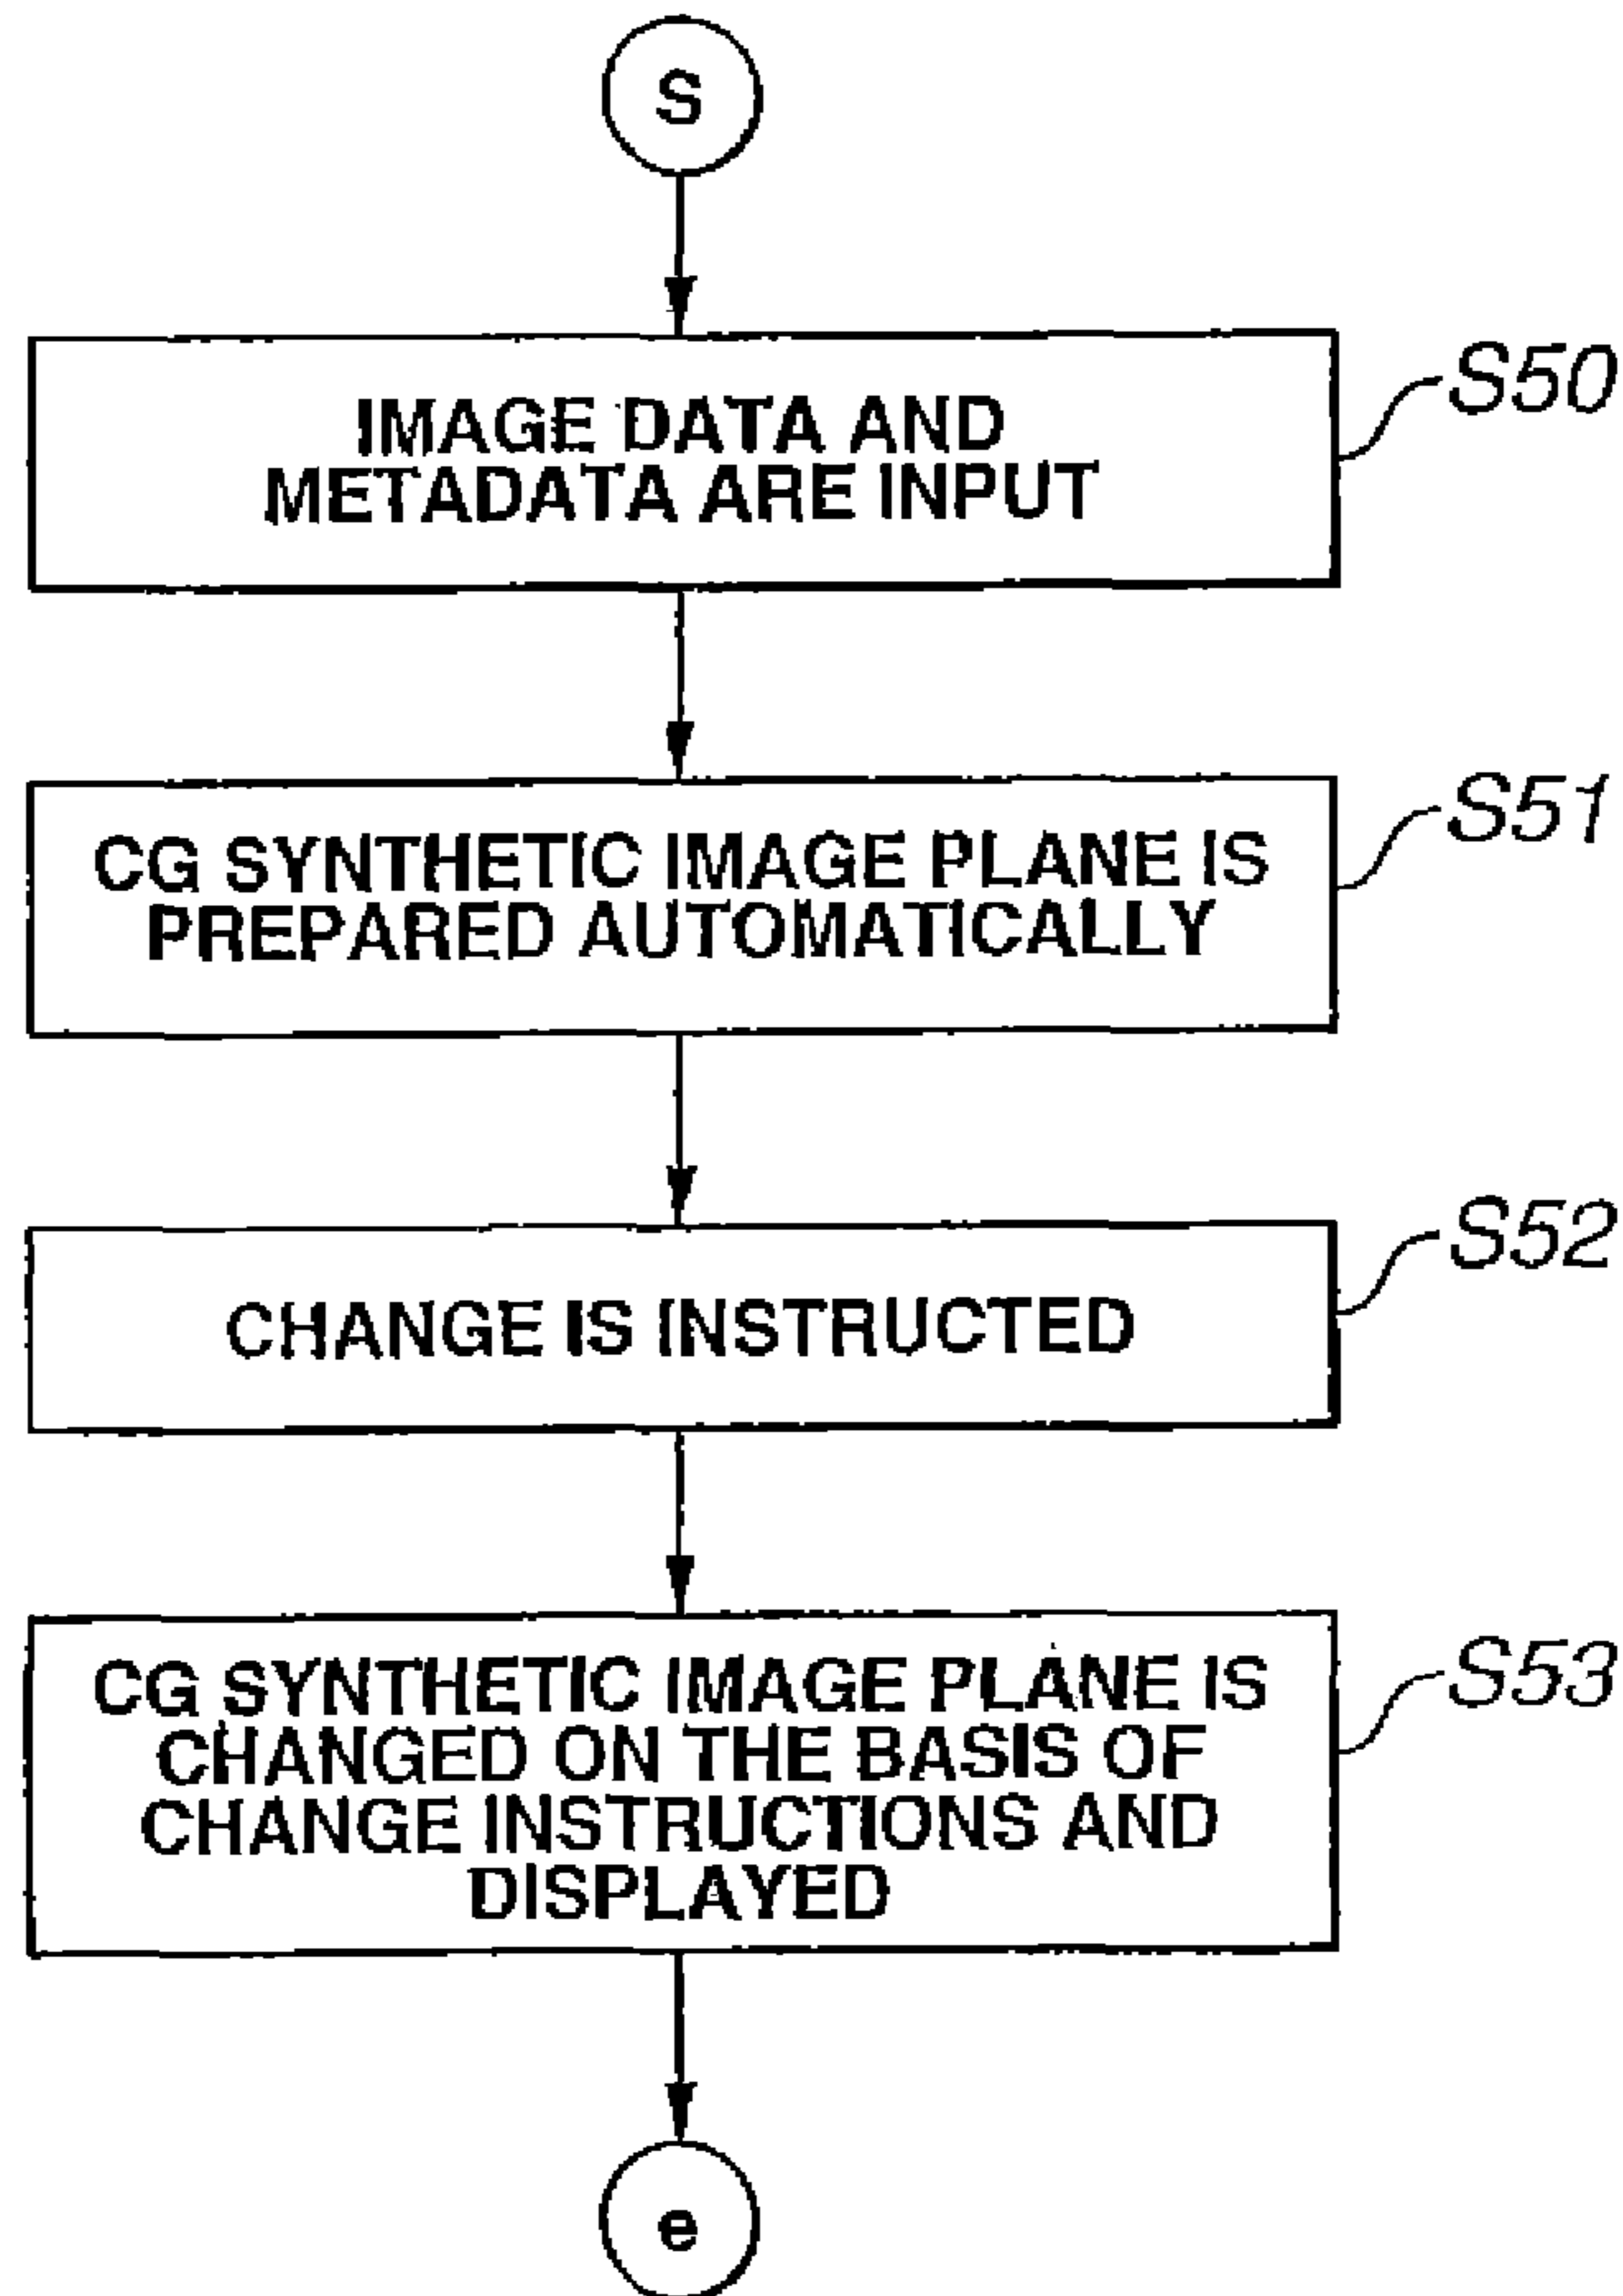 S
IMAGE DATA AND
METADATA ARE INPUT
S50
CG SYNTHETIC IMAGE PLANE IS
PREPARED AUTOMATICALLY
S51
CHANGE IS INSTRUCTED
S52
CG SYNTHETIC IMAGE PLANE IS
CHANGED ON THE BASIS OF
CHANGE INSTRUCTIONS AND
DISPLAYED
S53
e